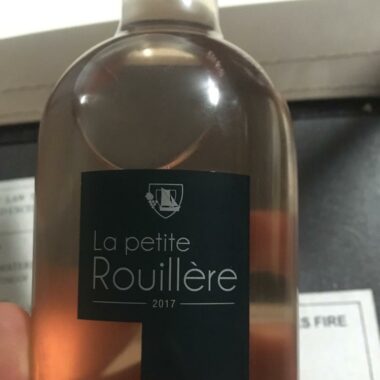 La petite
Rouillère
2017
FIRE